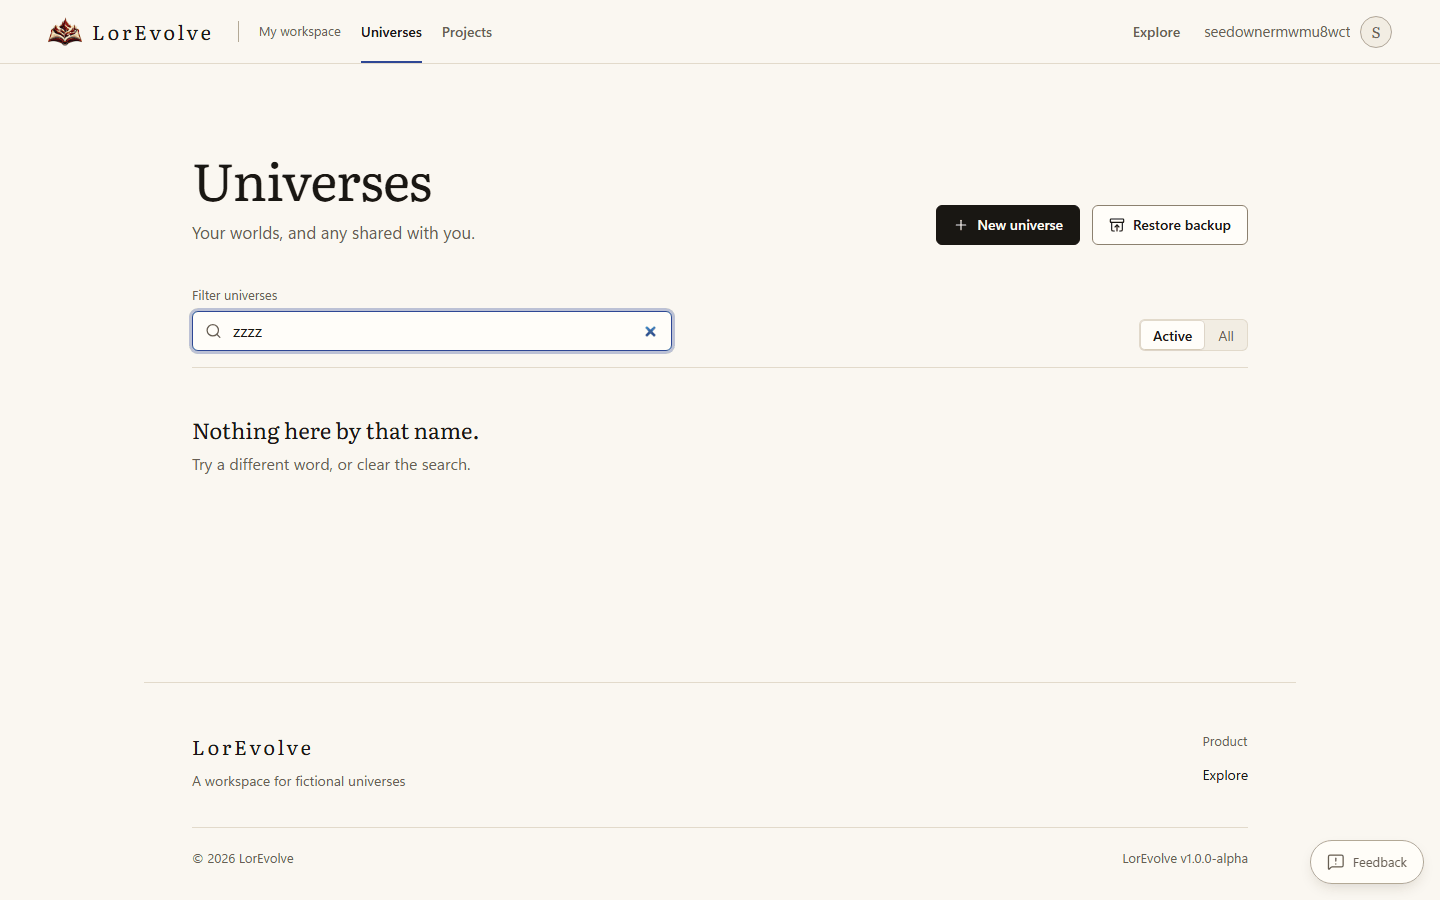 LorEvolve
My workspace
Universes
Projects
Explore
seedownermwmu8wct
S
Universes
Your worlds, and any shared with you.
New universe
Restore backup
Filter universes
zzzz
Active
All
Nothing here by that name.
Try a different word, or clear the search.
LorEvolve
A workspace for fictional universes
Product
Explore
© 2026 LorEvolve
LorEvolve v1.0.0-alpha
Feedback